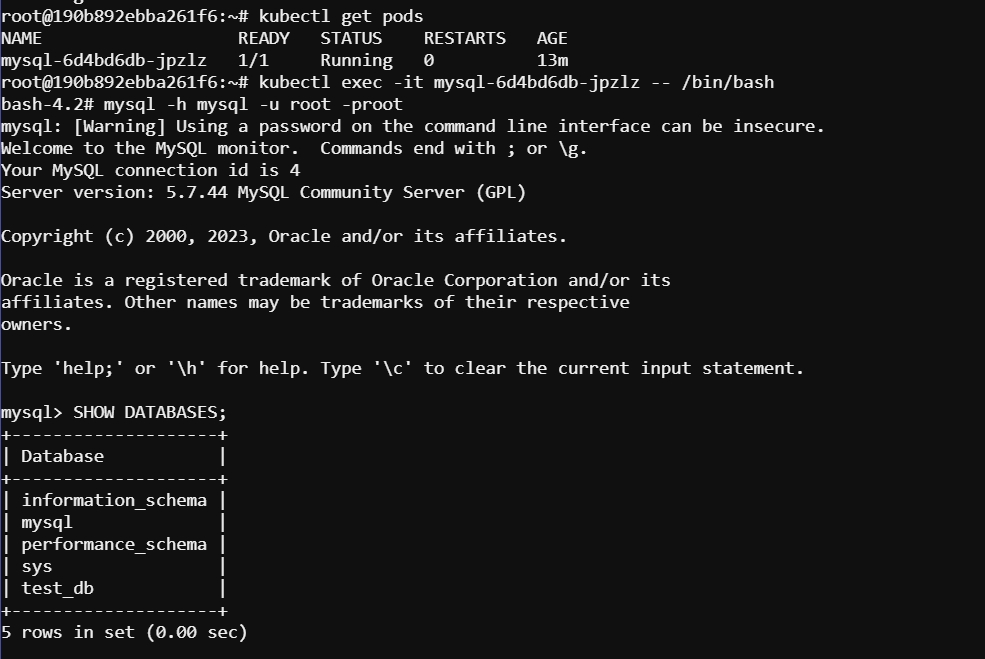 root@190b892ebba261f6:~# kubectl get pods
NAME                   READY   STATUS    RESTARTS   AGE
mysql-6d4bd6db-jpzlz   1/1     Running   0          13m
root@190b892ebba261f6:~# kubectl exec -it mysql-6d4bd6db-jpzlz -- /bin/bash
bash-4.2# mysql -h mysql -u root -proot
mysql: [Warning] Using a password on the command line interface can be insecure.
Welcome to the MySQL monitor.  Commands end with ; or \g.
Your MySQL connection id is 4
Server version: 5.7.44 MySQL Community Server (GPL)

Copyright (c) 2000, 2023, Oracle and/or its affiliates.

Oracle is a registered trademark of Oracle Corporation and/or its
affiliates. Other names may be trademarks of their respective
owners.

Type 'help;' or '\h' for help. Type '\c' to clear the current input statement.

mysql> SHOW DATABASES;
+--------------------+
| Database           |
+--------------------+
| information_schema |
| mysql              |
| performance_schema |
| sys                |
| test_db            |
+--------------------+
5 rows in set (0.00 sec)